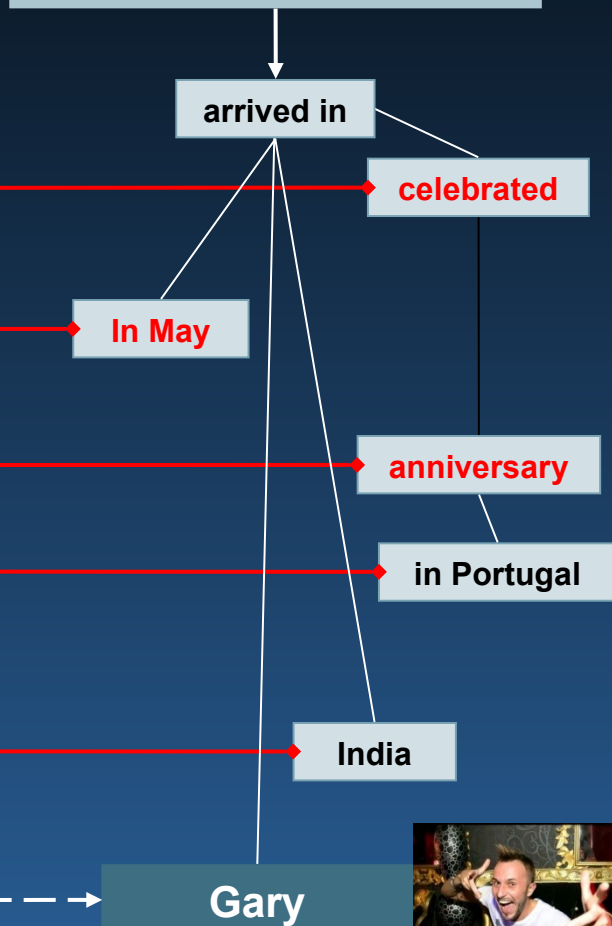 arrived in
celebrated
In May
anniversary
in Portugal
India
Gary